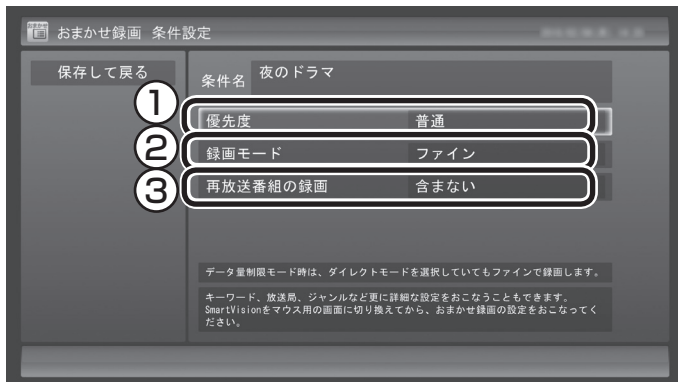 おまかせ録画 条件設定
保存して戻る
条件名 夜のドラマ
① 優先度 普通
② 録画モード ファイン
③ 再放送番組の録画 含まない
データ量制限モード時は、ダイレクトモードを選択していてもファインで録画します。
キーワード、放送局、ジャンルなど更に詳細な設定をおこなうこともできます。
SmartVisionをマウス用の画面に切り換えてから、おまかせ録画の設定をおこなってく
ださい。